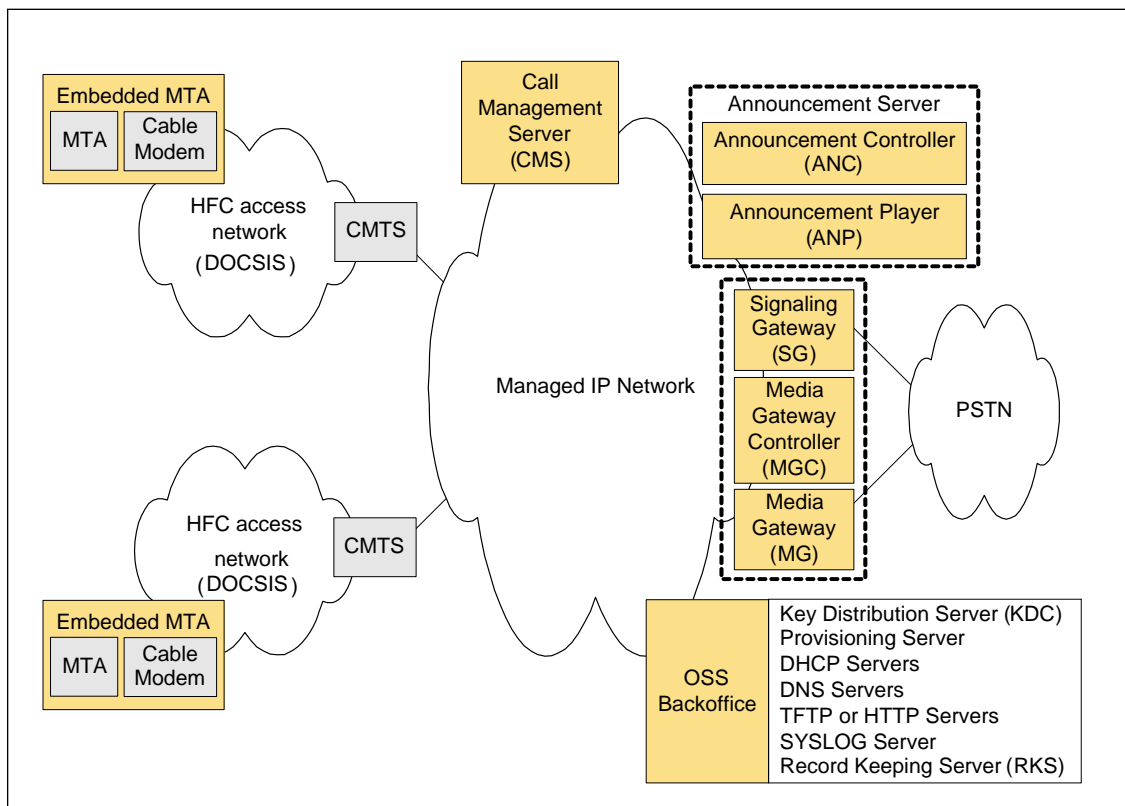 Embedded MTA
MTA
Cable
Modem
HFC access
network
(DOCSIS)
CMTS
Call
Management
Server
(CMS)
Announcement Server
Announcement Controller
(ANC)
Announcement Player
(ANP)
Signaling
Gateway
(SG)
Managed IP Network
Media
Gateway
Controller
(MGC)
PSTN
Media
Gateway
(MG)
HFC access
network
(DOCSIS)
CMTS
Embedded MTA
MTA
Cable
Modem
OSS
Backoffice
Key Distribution Server (KDC)
Provisioning Server
DHCP Servers
DNS Servers
TFTP or HTTP Servers
SYSLOG Server
Record Keeping Server (RKS)